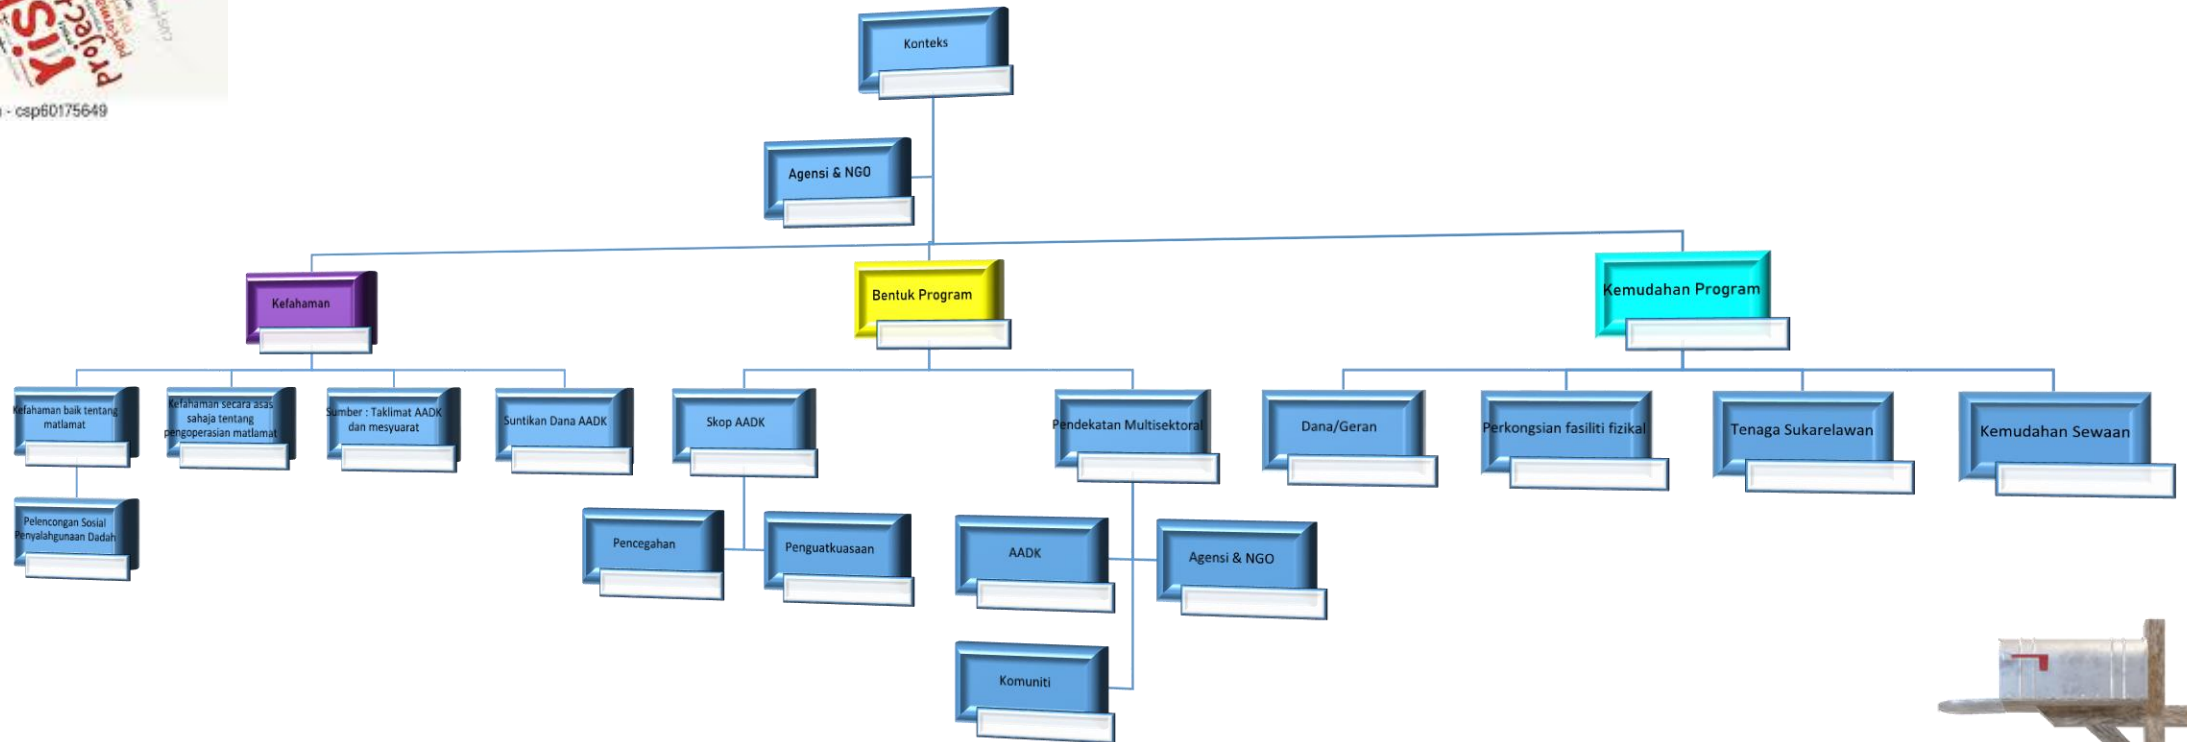 Projec
- csp60175649
Konteks
Agensi & NGO
Kefahaman
Bentuk Program
Kemudahan Program
Kefahaman baik tentang
matlamat
Kefahaman secara asas
sahaja tentang
pengoperasian matlamat
Sumber : Taklimat AADK
dan mesyuarat
Suntikan Dana AADK
Skop AADK
Pendekatan Multisektoral
Dana/Geran
Perkongsian fasiliti fizikal
Tenaga Sukarelawan
Kemudahan Sewaan
Pelencongan Sosial
Penyalahgunaan Dadah
Pencegahan
Penguatkuasaan
AADK
Agensi & NGO
Komuniti